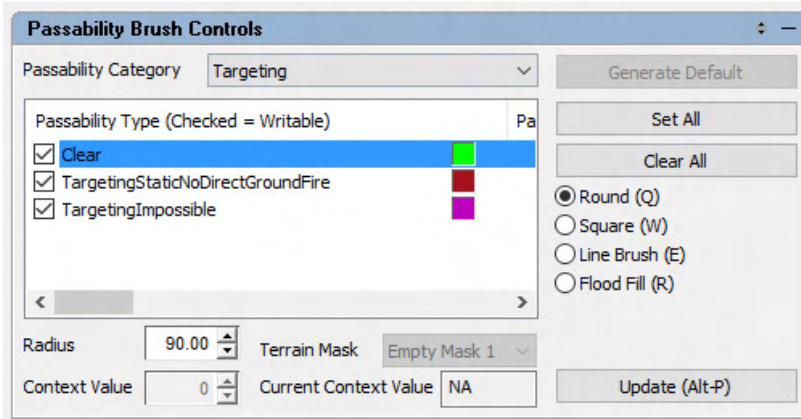 Passability Brush Controls
Passability Category Targeting Generate Default
Passability Type (Checked = Writable) Pa Set All
Clear Clear All
TargetingStaticNoDirectGroundFire Round (Q)
TargetingImpossible Square (W)
Line Brush (E)
Flood Fill (R)
Radius 90.00 Terrain Mask Empty Mask 1
Context Value 0 Current Context Value NA Update (Alt-P)